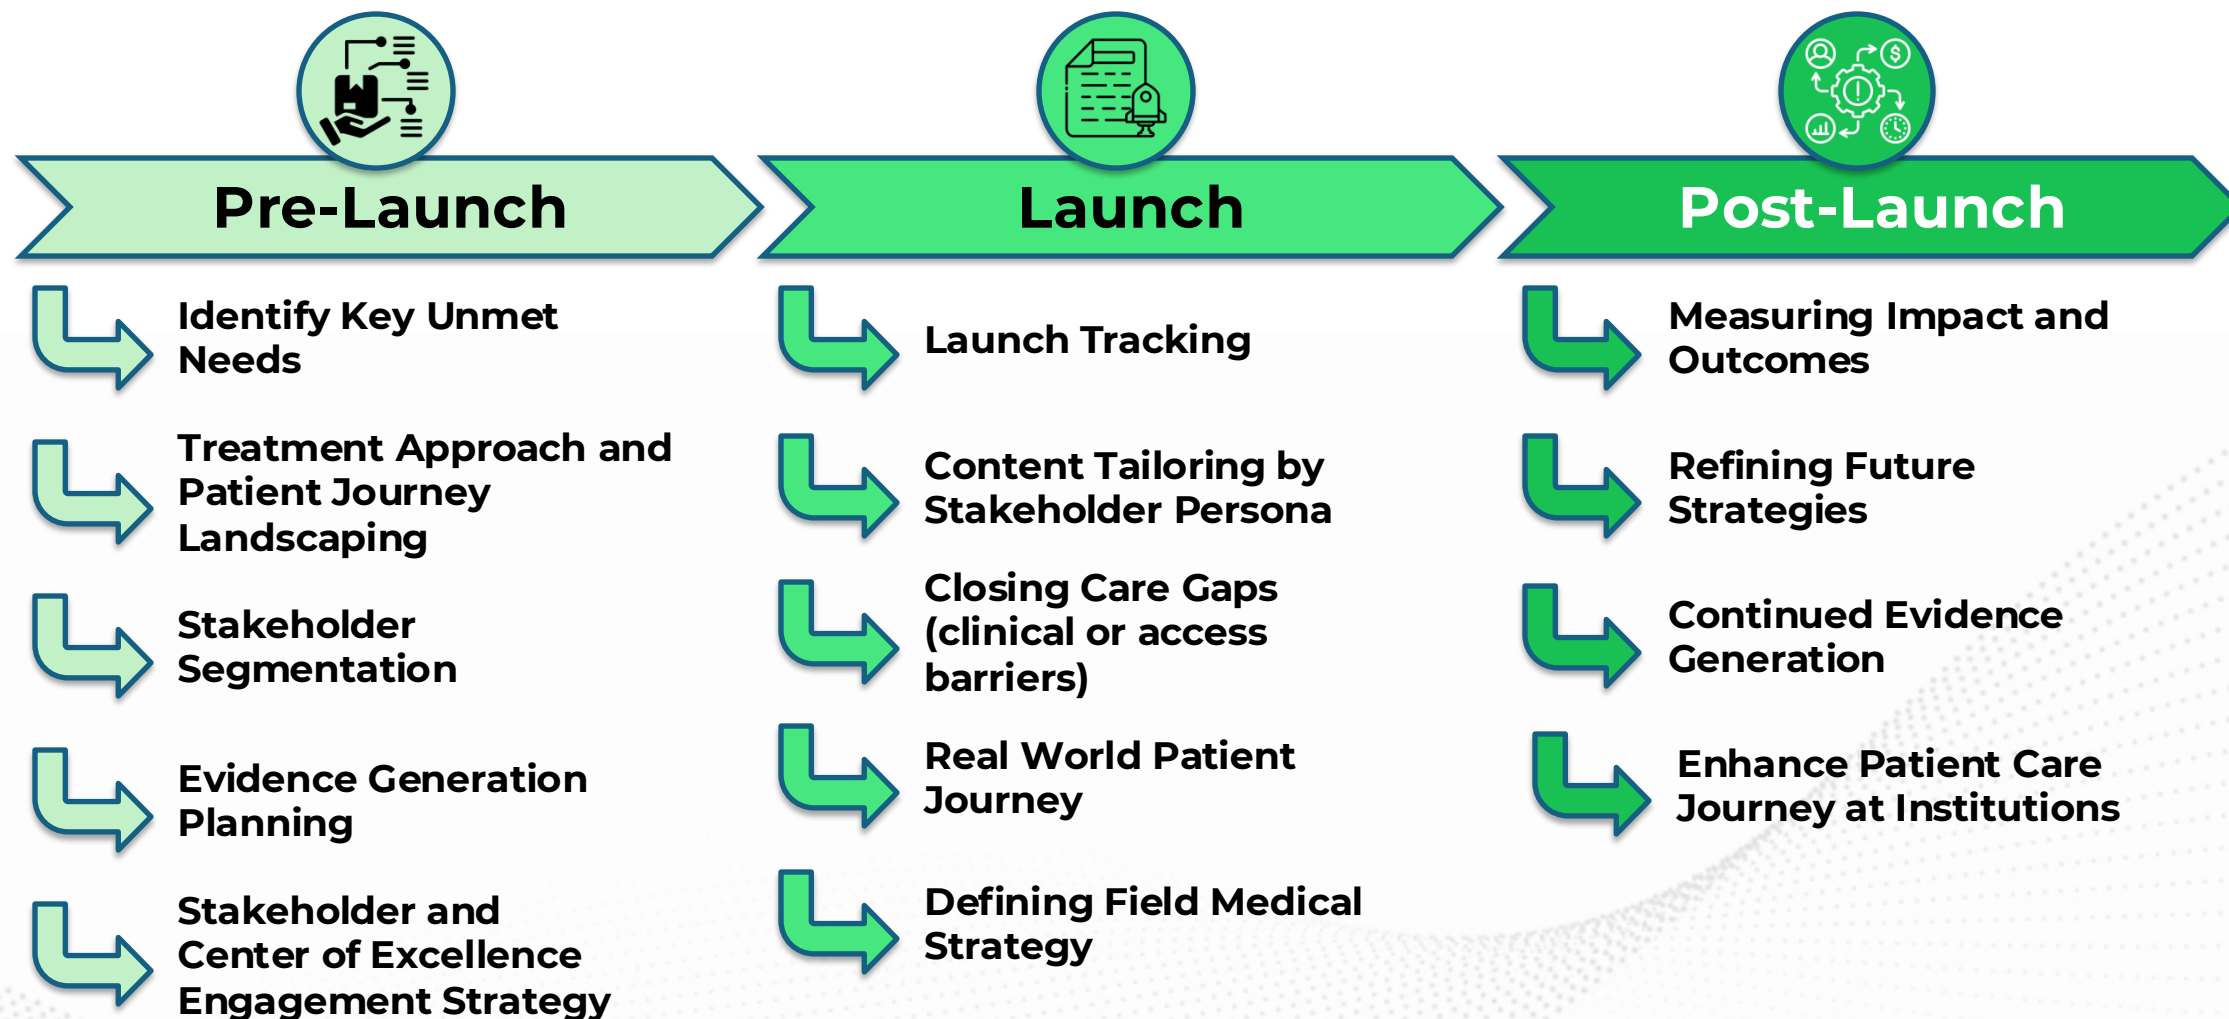 Pre-Launch
Identify Key Unmet
Needs
Treatment Approach and
Patient Journey
Landscaping
Stakeholder
Segmentation
Evidence Generation
Planning
Stakeholder and
Center of Excellence
Engagement Strategy
Launch
Launch Tracking
Content Tailoring by
Stakeholder Persona
Closing Care Gaps
(clinical or access
barriers)
Real World Patient
Journey
Defining Field Medical
Strategy
Post-Launch
$
!
Measuring Impact and
Outcomes
Refining Future
Strategies
Continued Evidence
Generation
Enhance Patient Care
Journey at Institutions